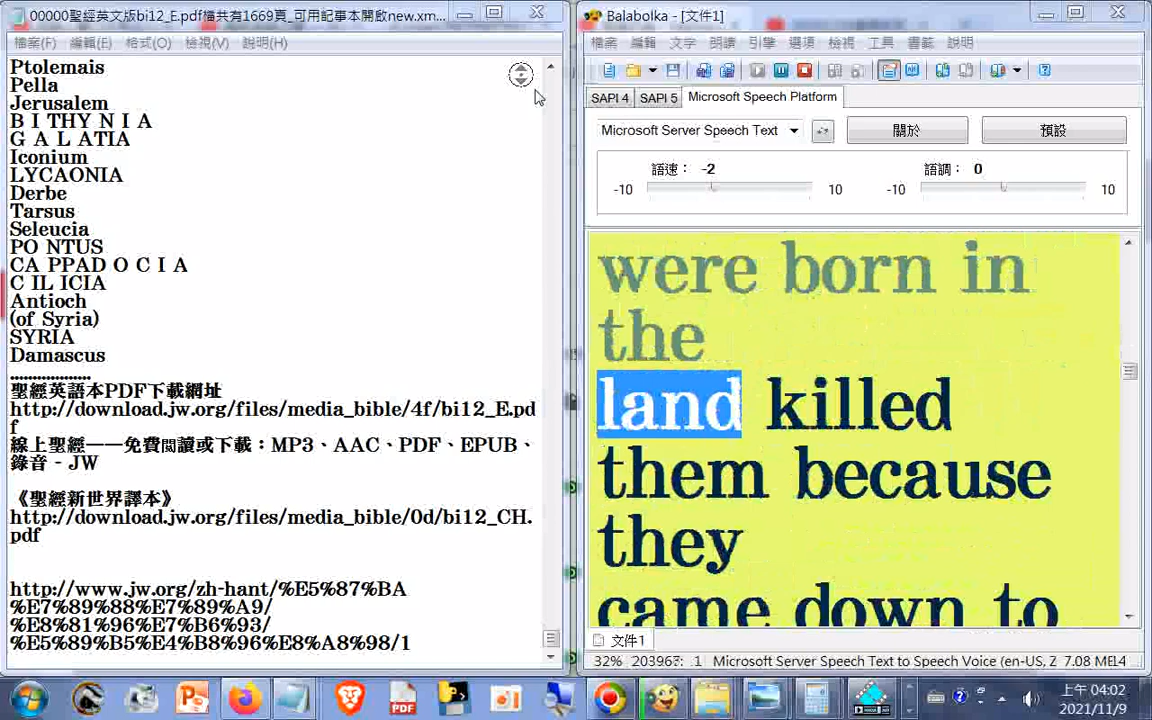 00000聖經英文版bi12_E.pdf檔共有1669頁_可用記事本開啟new.xm...
檔案(F) 編輯(E) 格式(O) 檢視(V) 說明(H)
Ptolemais
Pella
Jerusalem
B I THY N I A
G A L ATIA
Iconium
LYCAONIA
Derbe
Tarsus
Seleucia
PO NTUS
CA PPAD O C I A
C IL ICIA
Antioch
(of Syria)
SYRIA
Damascus
..................
聖經英語本PDF下載網址
http://download.jw.org/files/media_bible/4f/bi12_E.pd
f
線上聖經──免費閱讀或下載：MP3、AAC、PDF、EPUB、
錄音 - JW
《聖經新世界譯本》
http://download.jw.org/files/media_bible/0d/bi12_CH.
pdf
http://www.jw.org/zh-hant/%E5%87%BA
%E7%89%88%E7%89%A9/
%E8%81%96%E7%B6%93/
%E5%89%B5%E4%B8%96%E8%A8%98/1
Balabolka - [文件1]
檔案 編輯 文字 朗讀 引擎 選項 檢視 工具 書籤 說明
SAPI 4 SAPI 5 Microsoft Speech Platform
Microsoft Server Speech Text 關於 預設
語速： -2 語調： 0
-10 10 -10 10
were born in
the
land killed
them because
they
came down to
文件1
32% 203967: 1 Microsoft Server Speech Text to Speech Voice (en-US, Z 7.08 ME
PDF
上午 04:02
2021/11/9